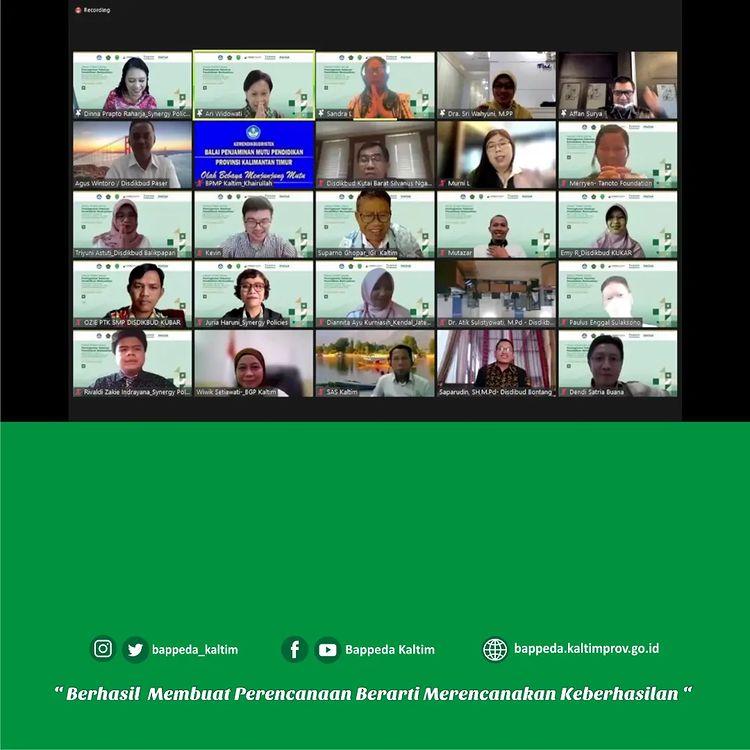 Recording
Dinna Prapto Raharja_Synergy Polic...
Ari Widowati
Sandra L
Dra. Sri Wahyuni, M.PP
Affan Surya
Agus Wintoro / Disdikbud Paser
KEMENDIKBUDRISTEK
BALAI PENJAMINAN MUTU PENDIDIKAN
PROVINSI KALIMANTAN TIMUR
Olah Bebaya Menjunjung Mutu
BPMP Kaltim_Khairullah
Disdikbud Kutai Barat Silvanus Nga...
Murni L
Merryen- Tanoto Foundation
Triyuni Astuti_Disdikbud Balikpapan
Kevin
Suparno Ghopar_IGI Kaltim
Mutazar
Emy R_Disdikbud KUKAR
OZIE PTK SMP DISDIKBUD KUBAR
Juria Haruni_Synergy Policies
Diannita Ayu Kurniasih_Kendal_Jate...
Dr. Atik Sulistyowati, M.Pd - Disdikb...
Paulus Enggal Sulaksono
Rivaldi Zakie Indrayana_Synergy Pol...
Wiwik Setiawati-_BGP Kaltim
SAS Kaltim
Saparudin, SH.M.Pd- Disdibud Bontang
Dendi Satria Buana
bappeda_kaltim
Bappeda Kaltim
bappeda.kaltimprov.go.id
“ Berhasil Membuat Perencanaan Berarti Merencanakan Keberhasilan “